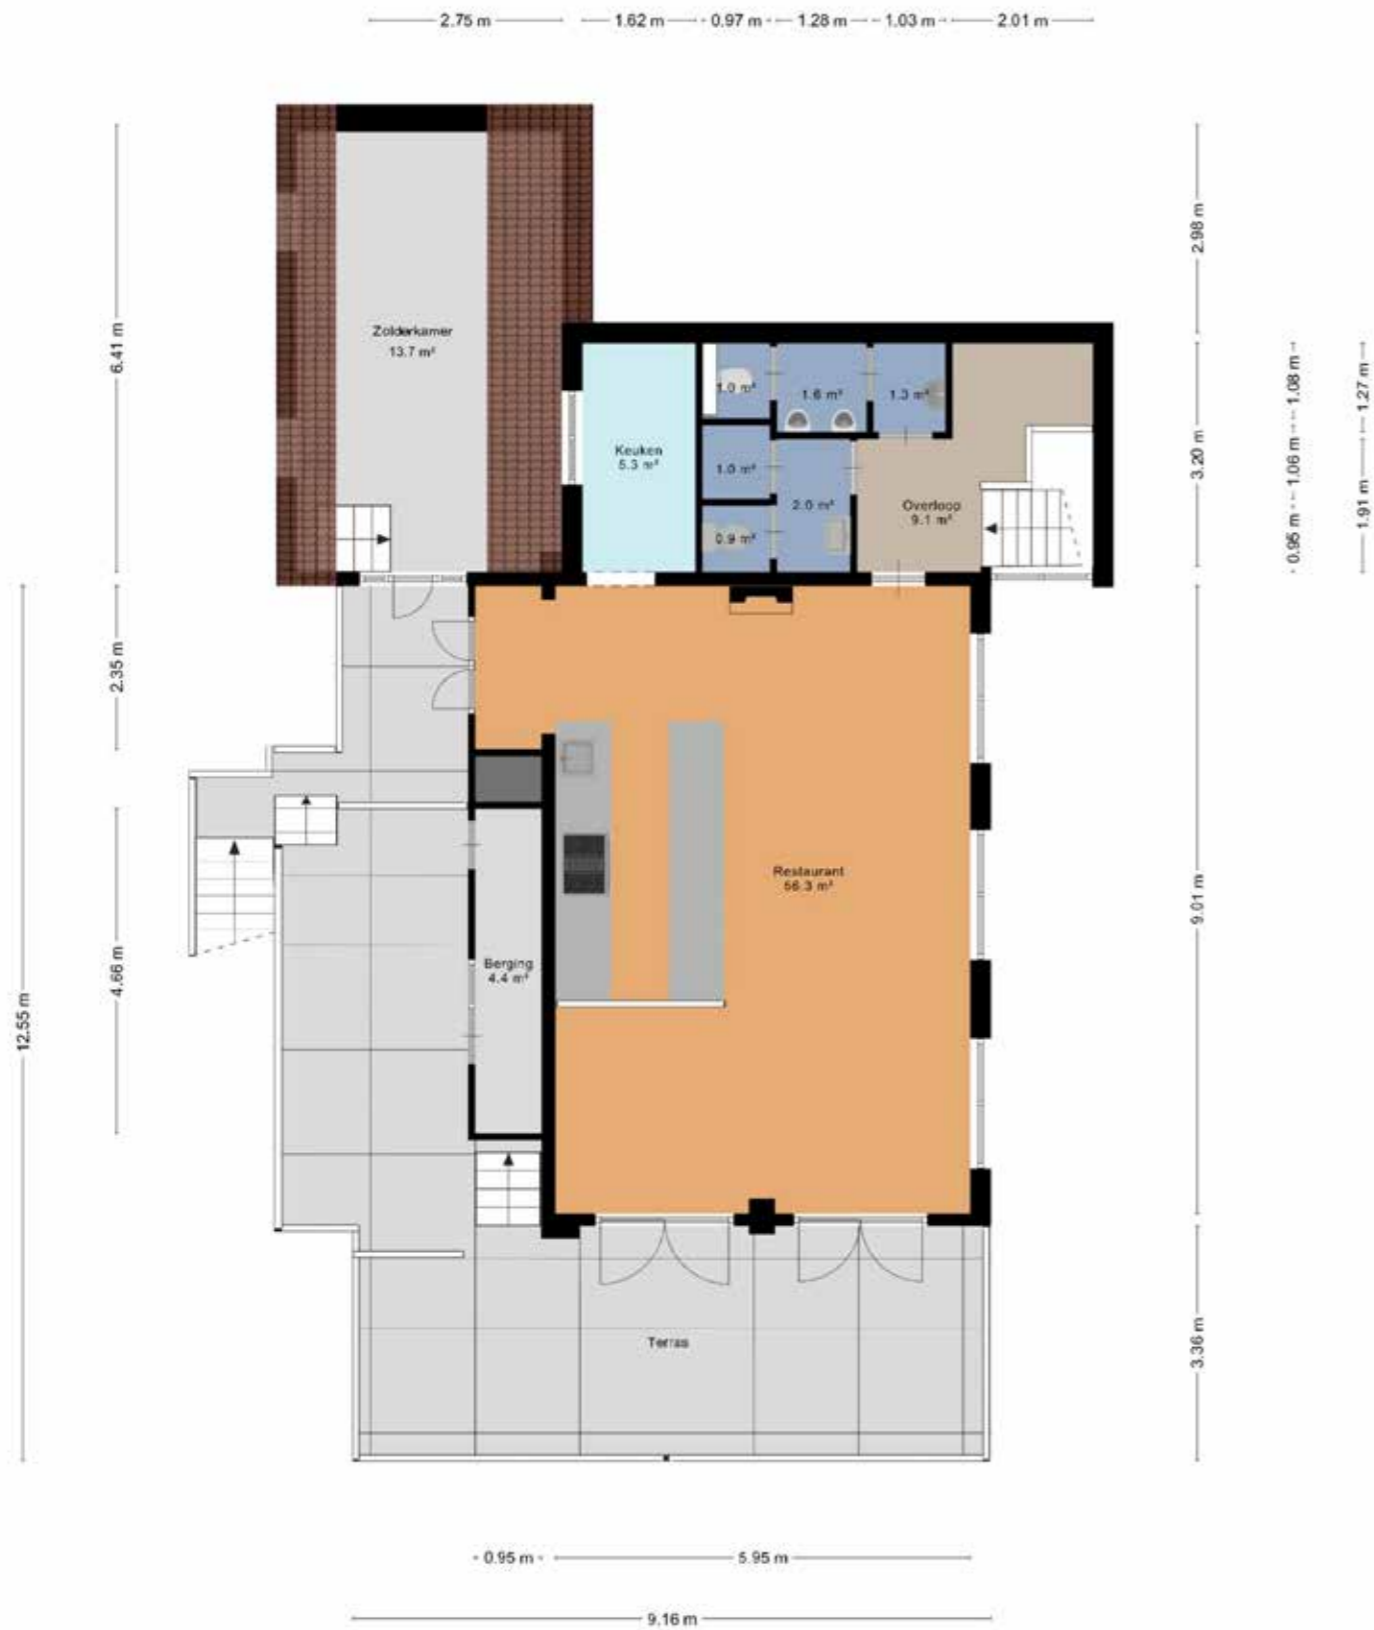 2.75 m
1.62 m
0.97 m
1.28 m
1.03 m
2.01 m
6.41 m
2.98 m
Zolderkamer
13.7 m²
1.0 m²
1.6 m²
1.3 m²
Keuken
5.3 m²
1.0 m²
2.0 m²
Overloop
9.1 m²
0.9 m²
3.20 m
0.95 m
1.06 m
1.08 m
1.91 m
1.27 m
2.35 m
Restaurant
56.3 m²
9.01 m
4.66 m
Berging
4.4 m²
12.55 m
Terras
3.36 m
0.95 m
5.95 m
9.16 m